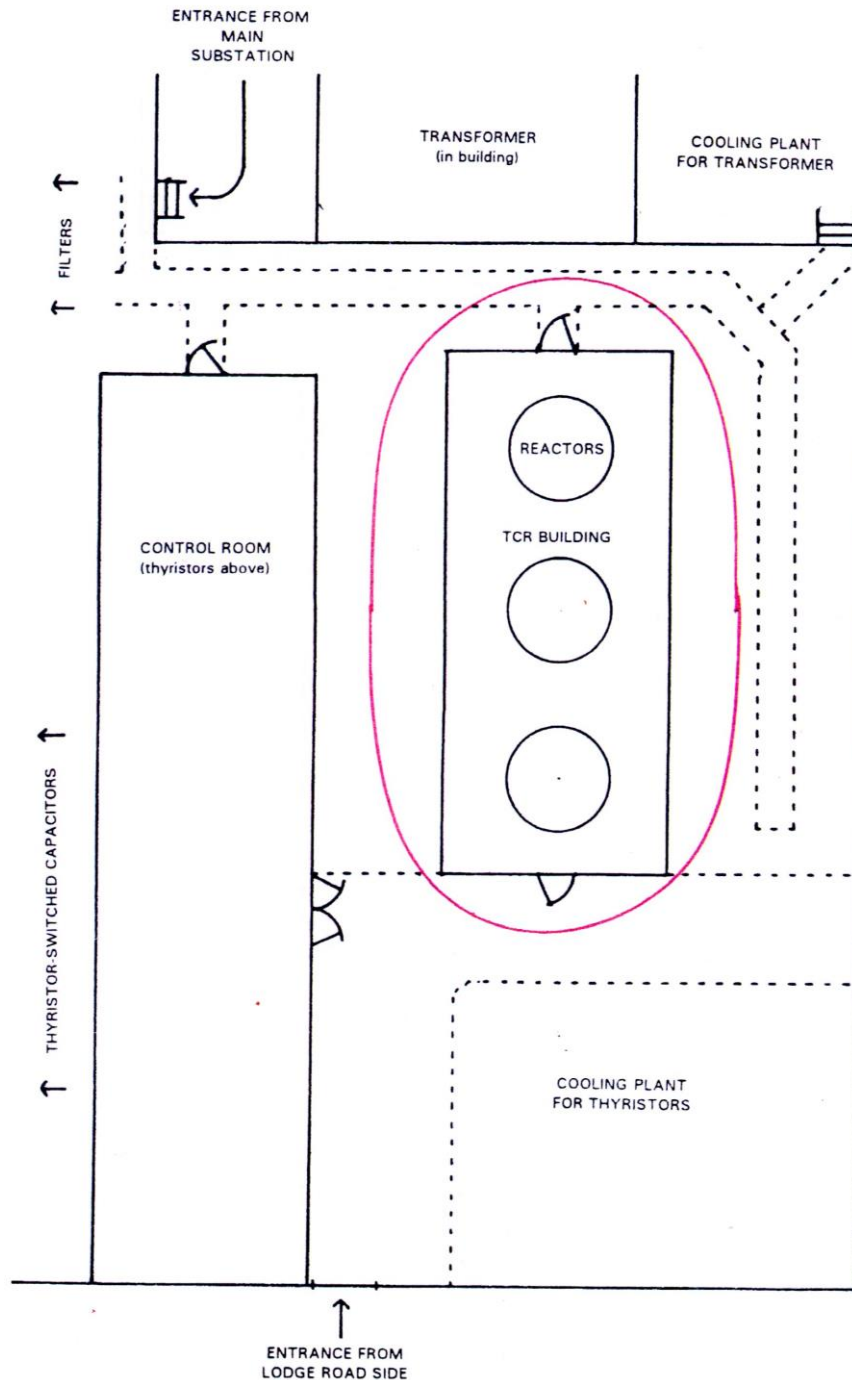 ENTRANCE FROM
MAIN
SUBSTATION
TRANSFORMER
(in building)
COOLING PLANT
FOR TRANSFORMER
FILTERS
REACTORS
TCR BUILDING
CONTROL ROOM
(thyristors above)
THYRISTOR-SWITCHED CAPACITORS
COOLING PLANT
FOR THYRISTORS
ENTRANCE FROM
LODGE ROAD SIDE